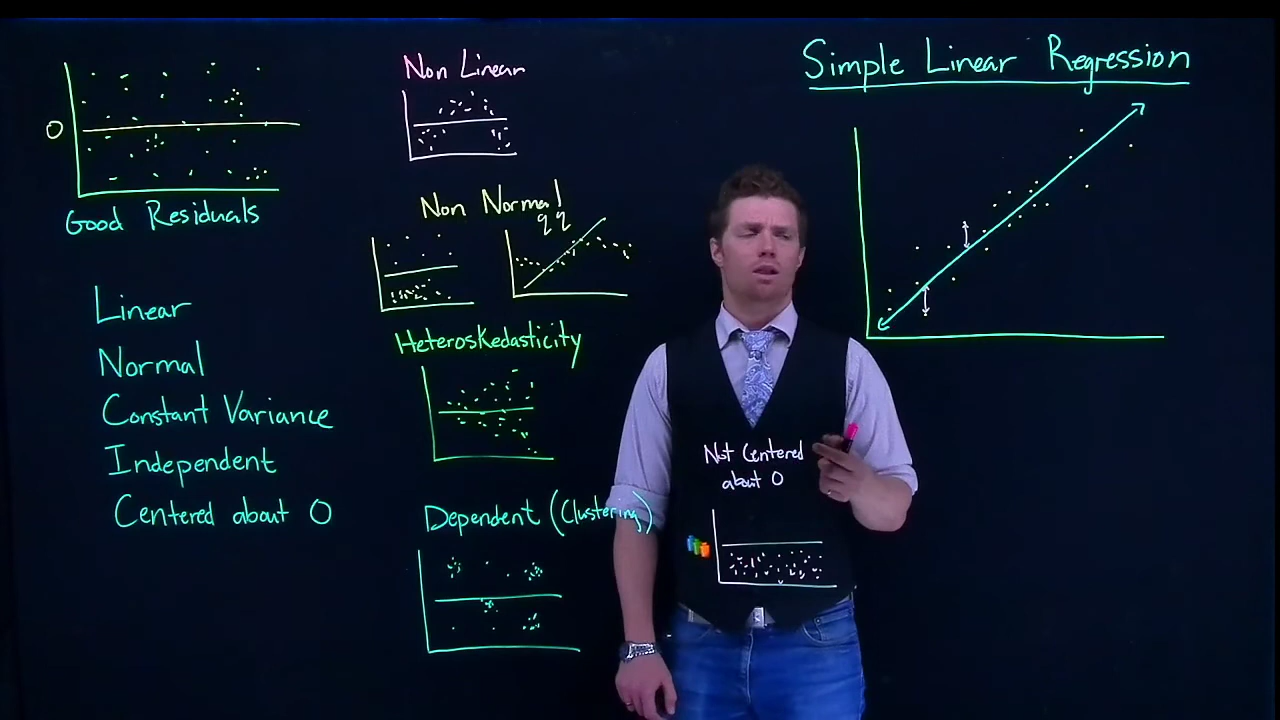 Simple Linear Regression
0
Good Residuals
Linear
Normal
Constant Variance
Independent
Centered about 0
Non Linear
Non Normal
qq
Heteroskedasticity
Dependent (Clustering)
Not Centered
about 0